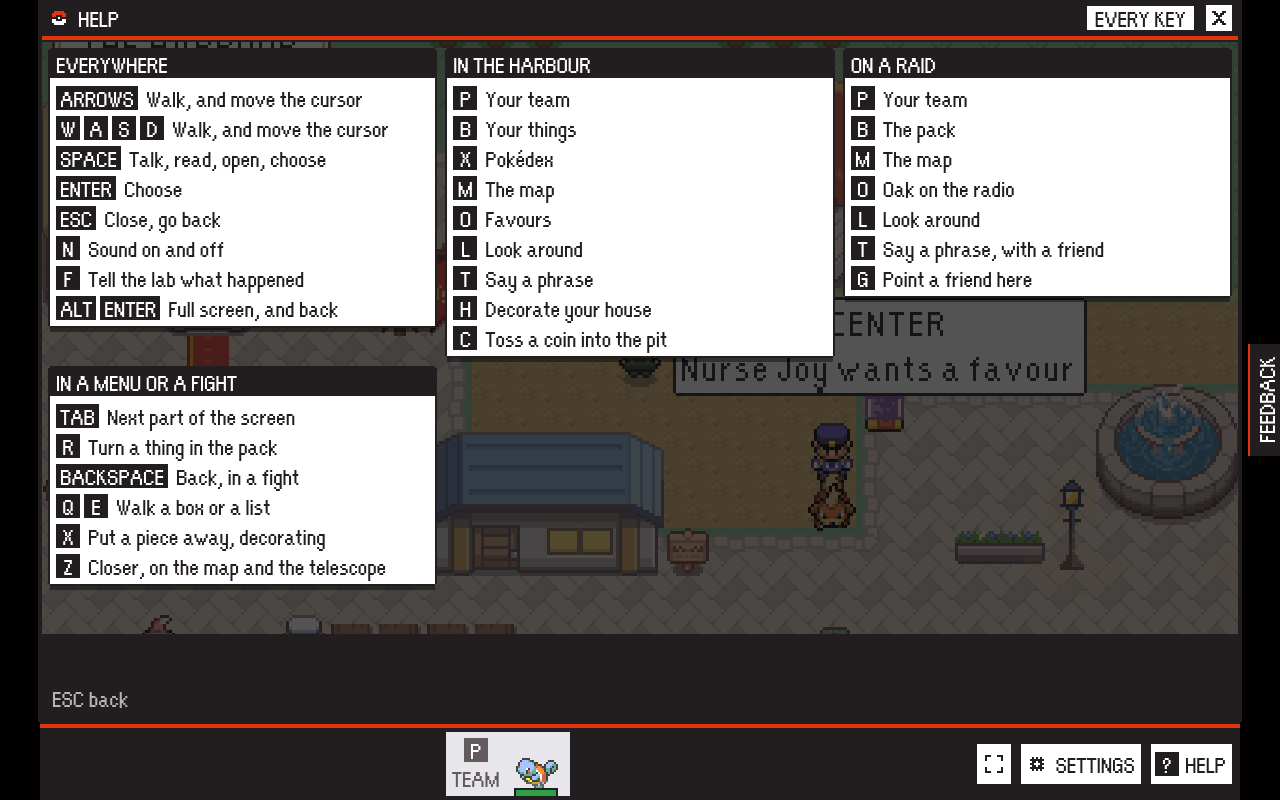 HELP
EVERY KEY
X
EVERYWHERE
ARROWS Walk, and move the cursor
W A S D Walk, and move the cursor
SPACE Talk, read, open, choose
ENTER Choose
ESC Close, go back
N Sound on and off
F Tell the lab what happened
ALT ENTER Full screen, and back
IN A MENU OR A FIGHT
TAB Next part of the screen
R Turn a thing in the pack
BACKSPACE Back, in a fight
Q E Walk a box or a list
X Put a piece away, decorating
Z Closer, on the map and the telescope
IN THE HARBOUR
P Your team
B Your things
X Pokédex
M The map
O Favours
L Look around
T Say a phrase
H Decorate your house
C Toss a coin into the pit
ON A RAID
P Your team
B The pack
M The map
O Oak on the radio
L Look around
T Say a phrase, with a friend
G Point a friend here
CENTER
Nurse Joy wants a favour
FEEDBACK
ESC back
P
TEAM
SETTINGS
? HELP